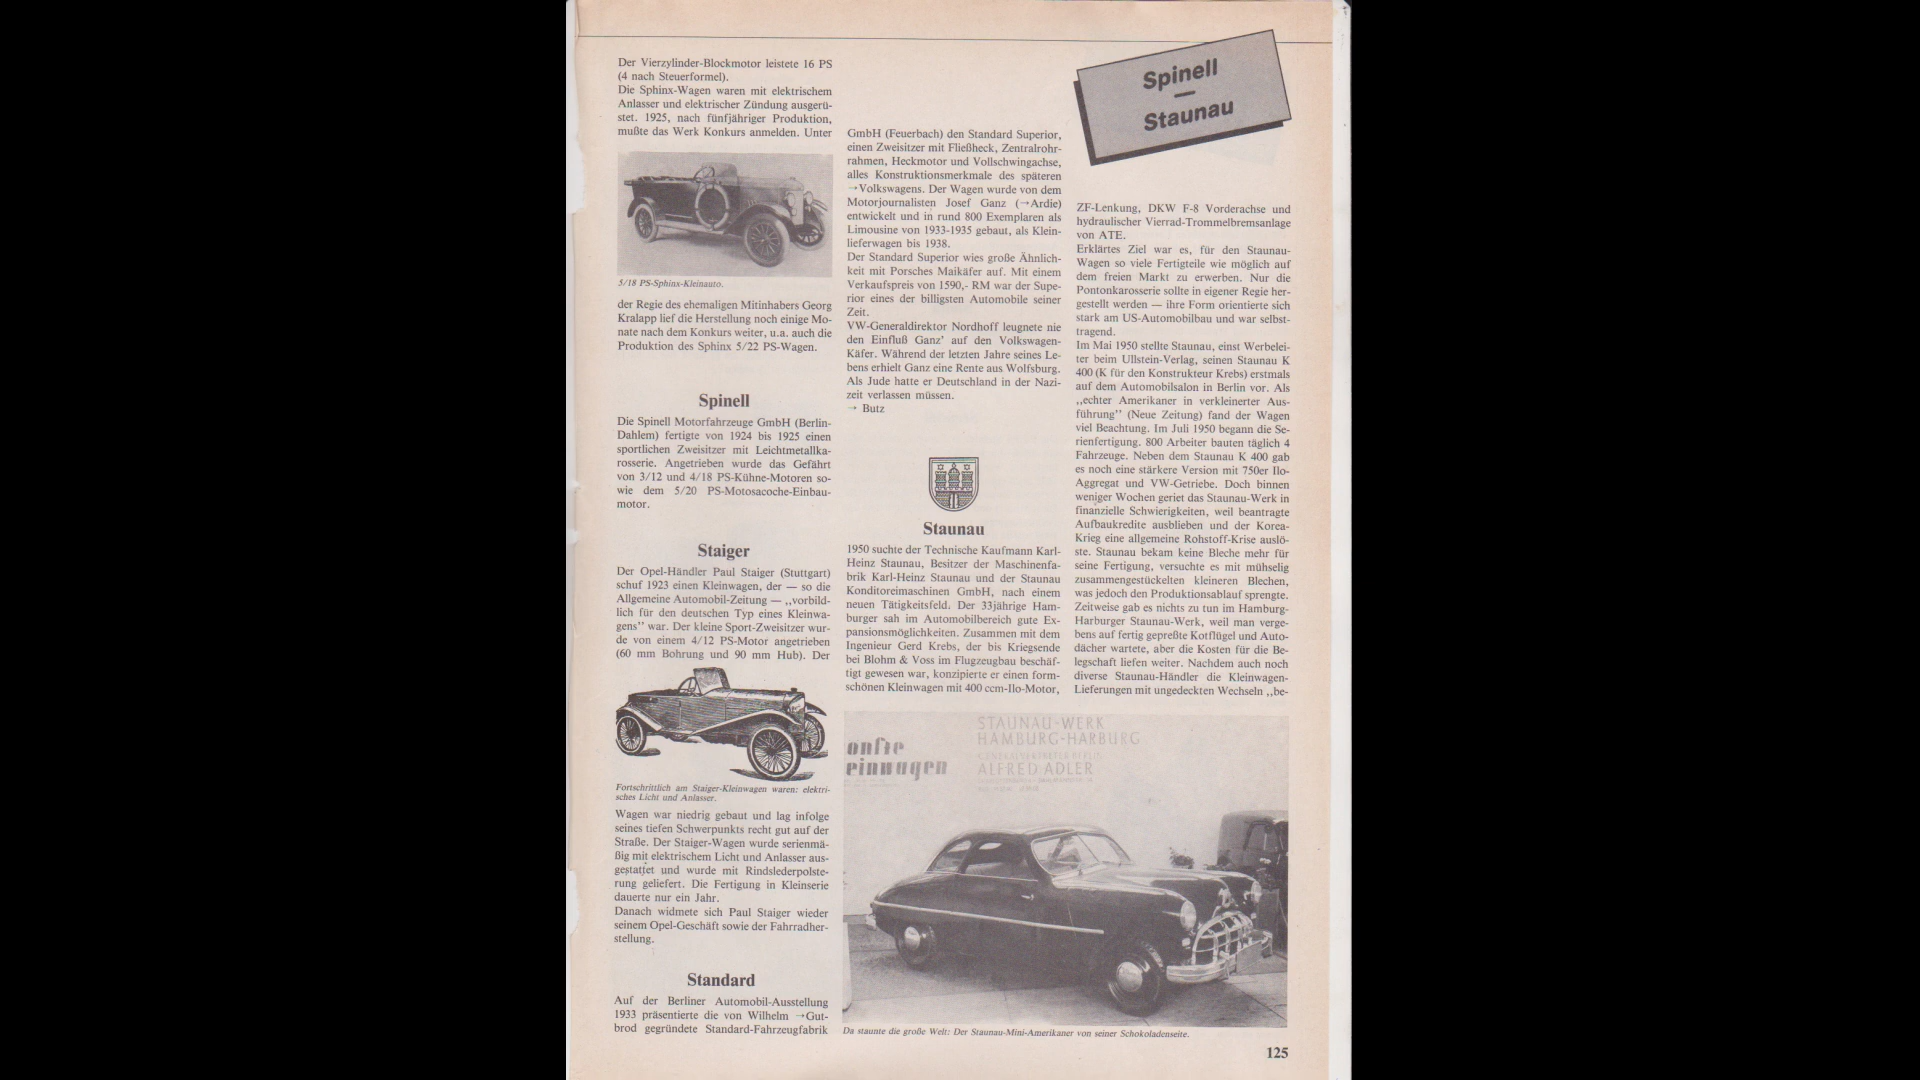 Der Vierzylinder-Blockmotor leistete 16 PS
(4 nach Steuerformel).
Die Sphinx-Wagen waren mit elektrischem
Anlasser und elektrischer Zündung ausgerü-
stet. 1925, nach fünfjähriger Produktion,
mußte das Werk Konkurs anmelden. Unter
5/18 PS-Sphinx-Kleinauto.
der Regie des ehemaligen Mitinhabers Georg
Kralapp lief die Herstellung noch einige Mo-
nate nach dem Konkurs weiter, u.a. auch die
Produktion des Sphinx 5/22 PS-Wagen.
Spinell
Die Spinell Motorfahrzeuge GmbH (Berlin-
Dahlem) fertigte von 1924 bis 1925 einen
sportlichen Zweisitzer mit Leichtmetallka-
rosserie. Angetrieben wurde das Gefährt
von 3/12 und 4/18 PS-Kühne-Motoren so-
wie dem 5/20 PS-Motosacoche-Einbau-
motor.
Staiger
Der Opel-Händler Paul Staiger (Stuttgart)
schuf 1923 einen Kleinwagen, der — so die
Allgemeine Automobil-Zeitung — ,,vorbild-
lich für den deutschen Typ eines Kleinwa-
gens'' war. Der kleine Sport-Zweisitzer wur-
de von einem 4/12 PS-Motor angetrieben
(60 mm Bohrung und 90 mm Hub). Der
Fortschrittlich am Staiger-Kleinwagen waren: elektri-
sches Licht und Anlasser.
Wagen war niedrig gebaut und lag infolge
seines tiefen Schwerpunkts recht gut auf der
Straße. Der Staiger-Wagen wurde serienmä-
ßig mit elektrischem Licht und Anlasser aus-
gestattet und wurde mit Rindslederpolste-
rung geliefert. Die Fertigung in Kleinserie
dauerte nur ein Jahr.
Danach widmete sich Paul Staiger wieder
seinem Opel-Geschäft sowie der Fahrradher-
stellung.
Standard
Auf der Berliner Automobil-Ausstellung
1933 präsentierte die von Wilhelm →Gut-
brod gegründete Standard-Fahrzeugfabrik
GmbH (Feuerbach) den Standard Superior,
einen Zweisitzer mit Fließheck, Zentralrohr-
rahmen, Heckmotor und Vollschwingachse,
alles Konstruktionsmerkmale des späteren
→Volkswagens. Der Wagen wurde von dem
Motorjournalisten Josef Ganz (→Ardie)
entwickelt und in rund 800 Exemplaren als
Limousine von 1933-1935 gebaut, als Klein-
lieferwagen bis 1938.
Der Standard Superior wies große Ähnlich-
keit mit Porsches Maikäfer auf. Mit einem
Verkaufspreis von 1590,- RM war der Supe-
rior eines der billigsten Automobile seiner
Zeit.
VW-Generaldirektor Nordhoff leugnete nie
den Einfluß Ganz' auf den Volkswagen-
Käfer. Während der letzten Jahre seines Le-
bens erhielt Ganz eine Rente aus Wolfsburg.
Als Jude hatte er Deutschland in der Nazi-
zeit verlassen müssen.
→ Butz
Staunau
1950 suchte der Technische Kaufmann Karl-
Heinz Staunau, Besitzer der Maschinenfa-
brik Karl-Heinz Staunau und der Staunau
Konditoreimaschinen GmbH, nach einem
neuen Tätigkeitsfeld. Der 33jährige Ham-
burger sah im Automobilbereich gute Ex-
pansionsmöglichkeiten. Zusammen mit dem
Ingenieur Gerd Krebs, der bis Kriegsende
bei Blohm & Voss im Flugzeugbau beschäf-
tigt gewesen war, konzipierte er einen form-
schönen Kleinwagen mit 400 ccm-Ilo-Motor,
Spinell
—
Staunau
ZF-Lenkung, DKW F-8 Vorderachse und
hydraulischer Vierrad-Trommelbremsanlage
von ATE.
Erklärtes Ziel war es, für den Staunau-
Wagen so viele Fertigteile wie möglich auf
dem freien Markt zu erwerben. Nur die
Pontonkarosserie sollte in eigener Regie her-
gestellt werden — ihre Form orientierte sich
stark am US-Automobilbau und war selbst-
tragend.
Im Mai 1950 stellte Staunau, einst Werbelei-
ter beim Ullstein-Verlag, seinen Staunau K
400 (K für den Konstrukteur Krebs) erstmals
auf dem Automobilsalon in Berlin vor. Als
,,echter Amerikaner in verkleinerter Aus-
führung'' (Neue Zeitung) fand der Wagen
viel Beachtung. Im Juli 1950 begann die Se-
rienfertigung. 800 Arbeiter bauten täglich 4
Fahrzeuge. Neben dem Staunau K 400 gab
es noch eine stärkere Version mit 750er Ilo-
Aggregat und VW-Getriebe. Doch binnen
weniger Wochen geriet das Staunau-Werk in
finanzielle Schwierigkeiten, weil beantragte
Aufbaukredite ausblieben und der Korea-
Krieg eine allgemeine Rohstoff-Krise auslö-
ste. Staunau bekam keine Bleche mehr für
seine Fertigung, versuchte es mit mühselig
zusammengestückelten kleineren Blechen,
was jedoch den Produktionsablauf sprengte.
Zeitweise gab es nichts zu tun im Hamburg-
Harburger Staunau-Werk, weil man verge-
bens auf fertig gepreßte Kotflügel und Auto-
dächer wartete, aber die Kosten für die Be-
legschaft liefen weiter. Nachdem auch noch
diverse Staunau-Händler die Kleinwagen-
Lieferungen mit ungedeckten Wechseln ,,be-
onfte
einwagen
STAUNAU-WERK
HAMBURG-HARBURG
GENERALVERTRETER BERLIN
ALFRED ADLER
Da staunte die große Welt: Der Staunau-Mini-Amerikaner von seiner Schokoladenseite.
125